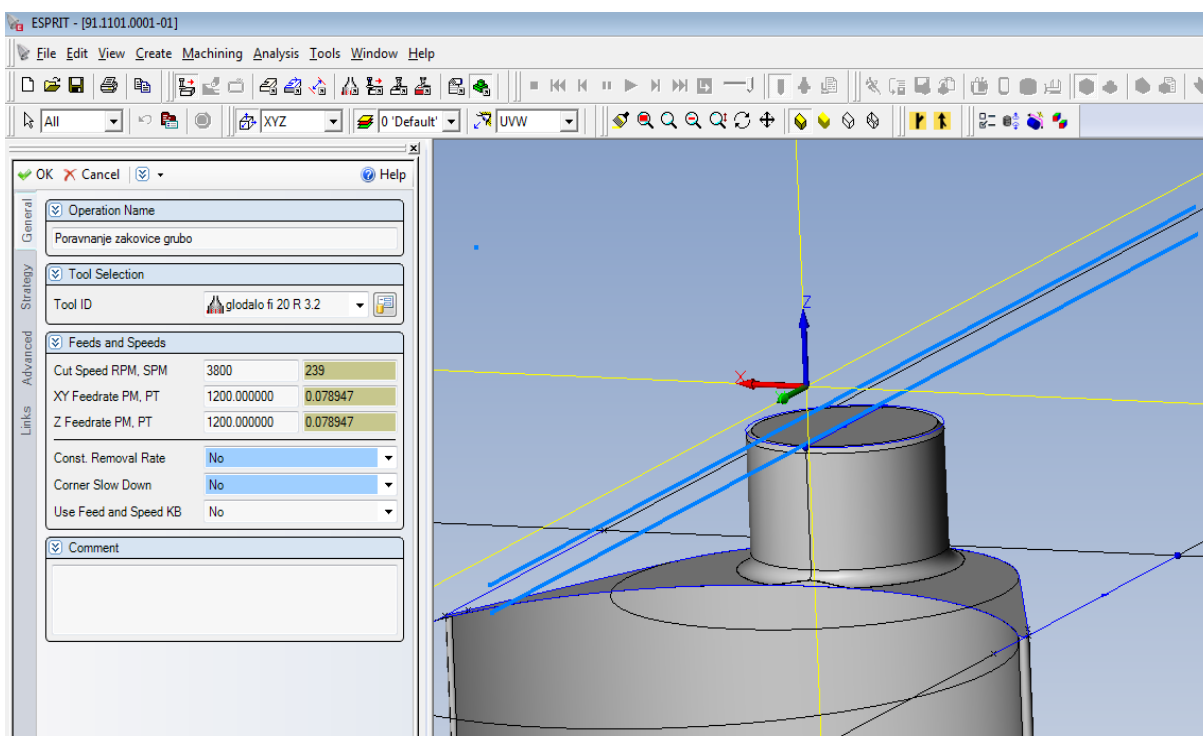 ESPRIT - [91.1101.0001-01]
File Edit View Create Machining Analysis Tools Window Help
All XYZ 0 'Default' UVW
OK Cancel Help
General
Strategy
Advanced
Links
Operation Name
Poravnanje zakovice grubo
Tool Selection
Tool ID glodalo fi 20 R 3.2
Feeds and Speeds
Cut Speed RPM, SPM 3800 239
XY Feedrate PM, PT 1200.000000 0.078947
Z Feedrate PM, PT 1200.000000 0.078947
Const. Removal Rate No
Corner Slow Down No
Use Feed and Speed KB No
Comment
Z
X